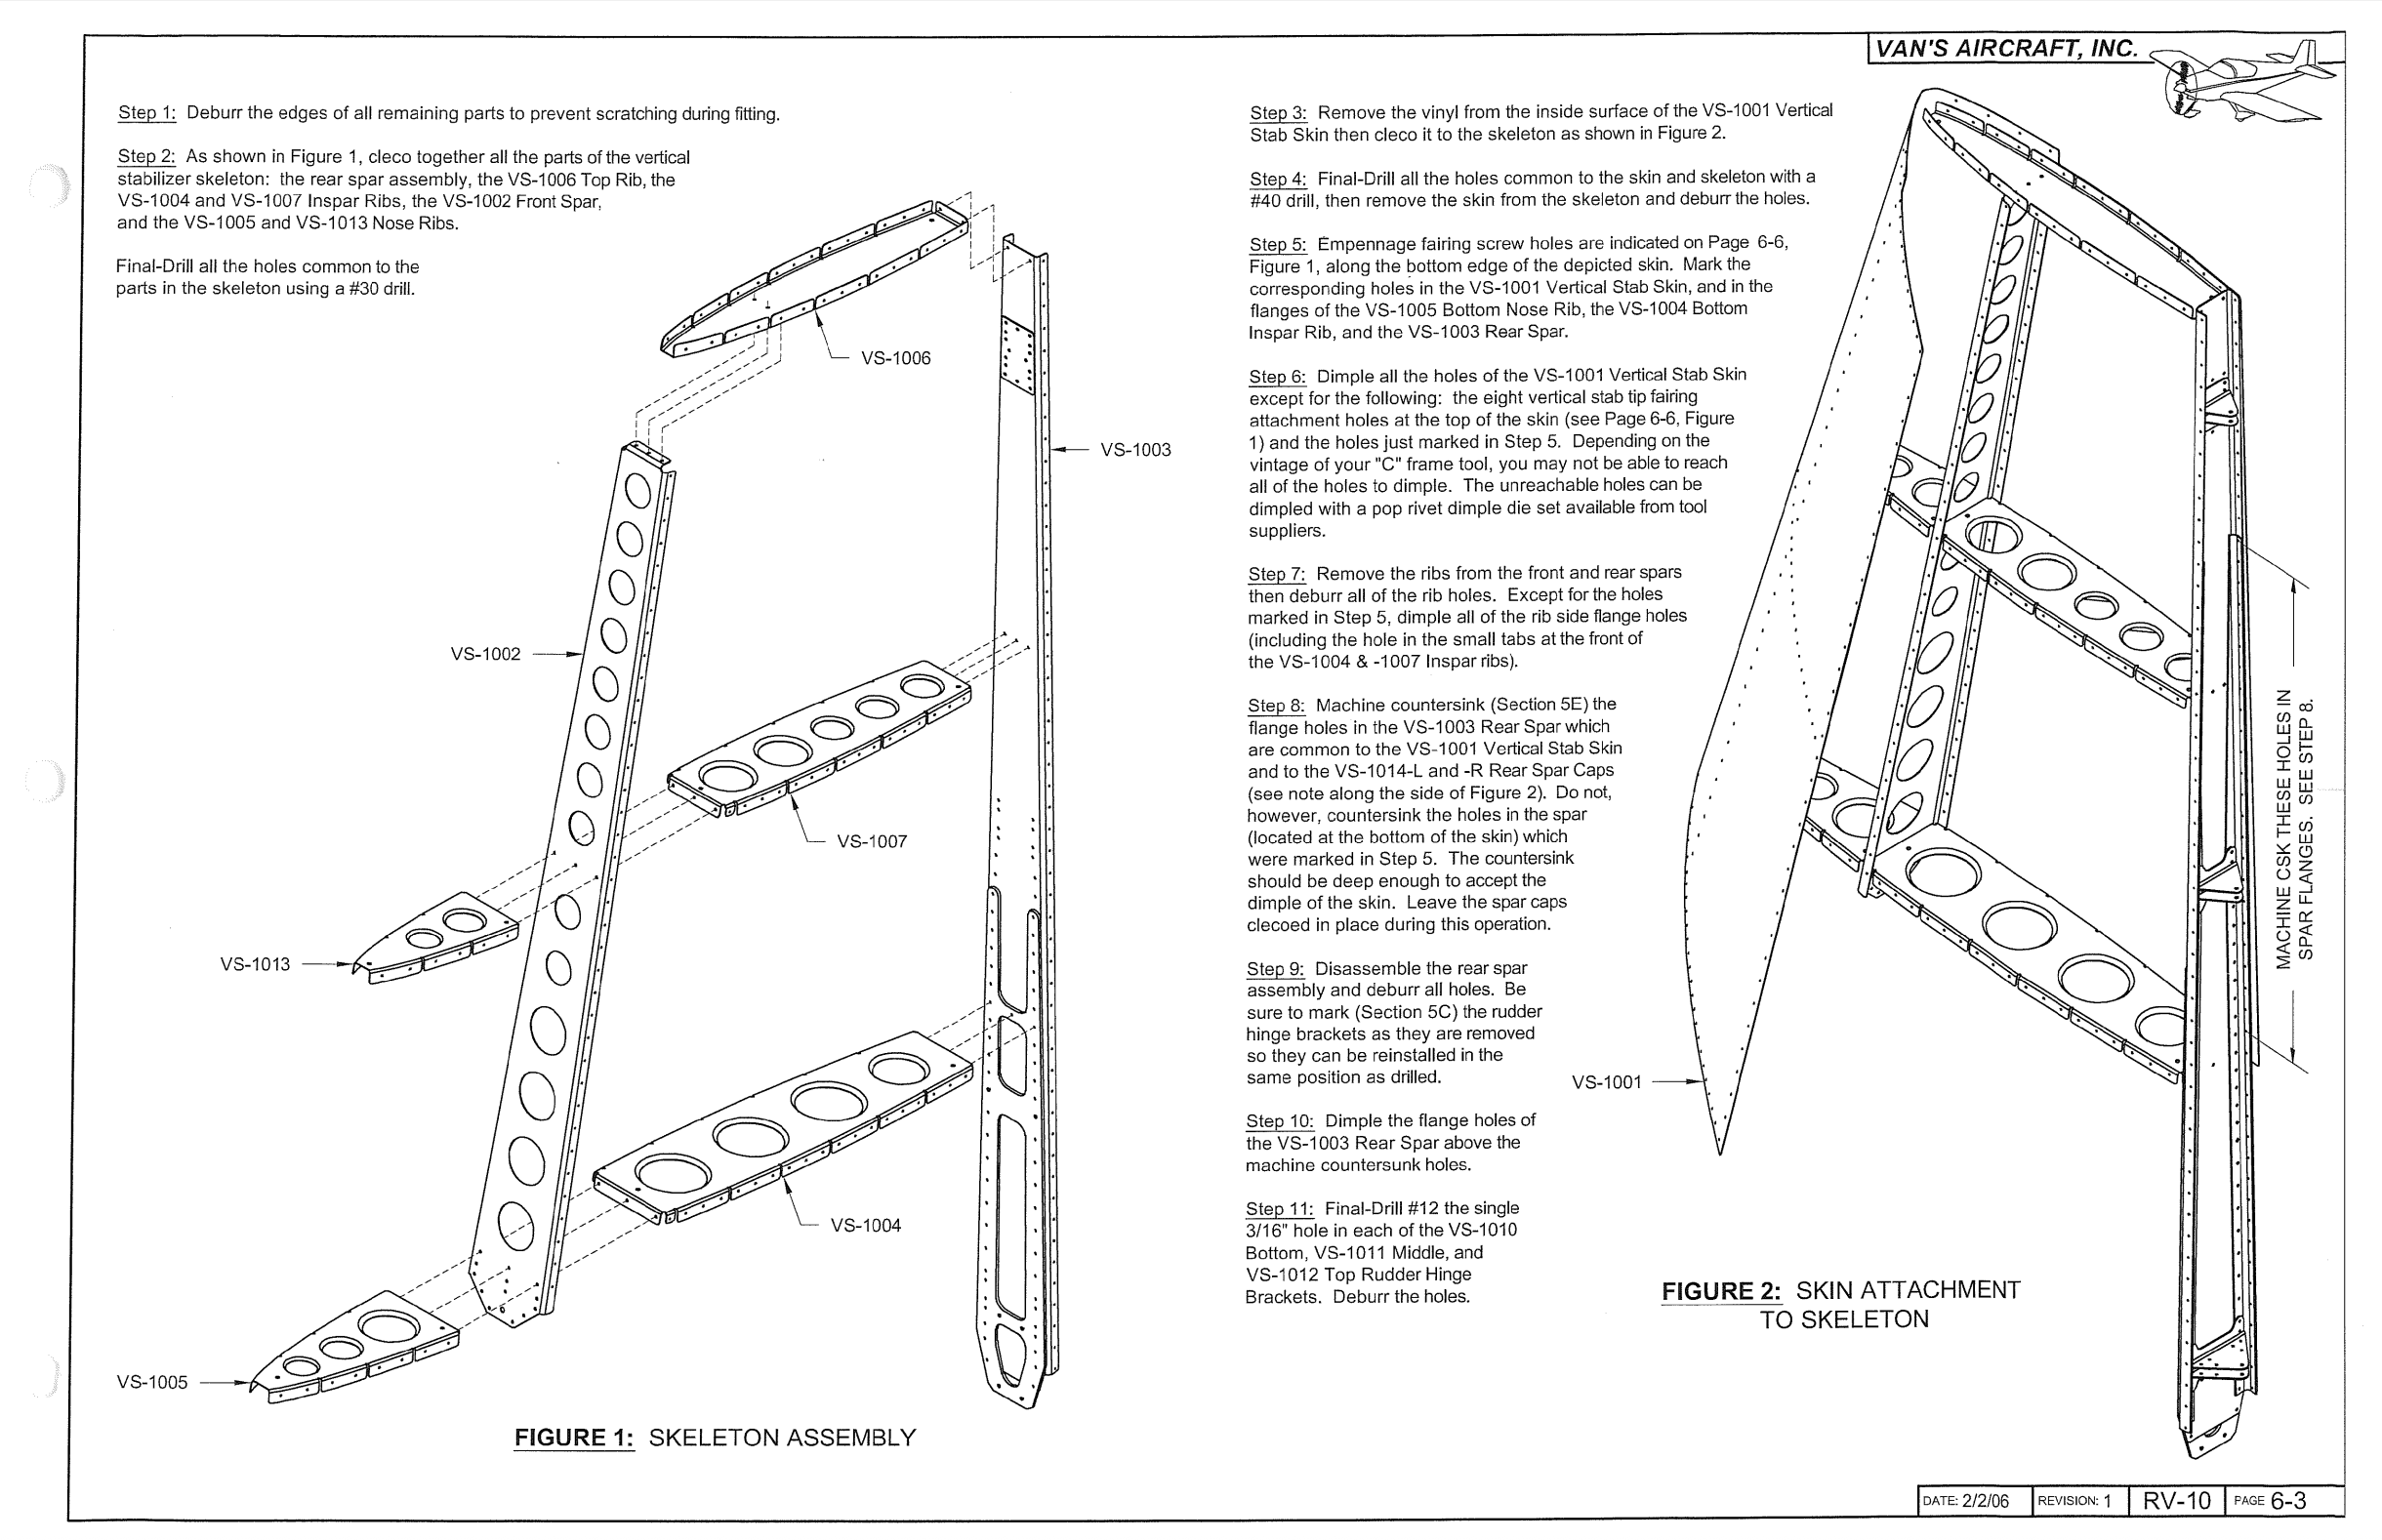 VAN'S AIRCRAFT, INC.
Step 1: Deburr the edges of all remaining parts to prevent scratching during fitting.
Step 2: As shown in Figure 1, cleco together all the parts of the vertical
stabilizer skeleton: the rear spar assembly, the VS-1006 Top Rib, the
VS-1004 and VS-1007 Inspar Ribs, the VS-1002 Front Spar,
and the VS-1005 and VS-1013 Nose Ribs.
Final-Drill all the holes common to the
parts in the skeleton using a #30 drill.
VS-1006
VS-1003
VS-1002
VS-1007
VS-1013
VS-1004
VS-1005
FIGURE 1: SKELETON ASSEMBLY
Step 3: Remove the vinyl from the inside surface of the VS-1001 Vertical
Stab Skin then cleco it to the skeleton as shown in Figure 2.
Step 4: Final-Drill all the holes common to the skin and skeleton with a
#40 drill, then remove the skin from the skeleton and deburr the holes.
Step 5: Empennage fairing screw holes are indicated on Page 6-6,
Figure 1, along the bottom edge of the depicted skin. Mark the
corresponding holes in the VS-1001 Vertical Stab Skin, and in the
flanges of the VS-1005 Bottom Nose Rib, the VS-1004 Bottom
Inspar Rib, and the VS-1003 Rear Spar.
Step 6: Dimple all the holes of the VS-1001 Vertical Stab Skin
except for the following: the eight vertical stab tip fairing
attachment holes at the top of the skin (see Page 6-6, Figure
1) and the holes just marked in Step 5. Depending on the
vintage of your "C" frame tool, you may not be able to reach
all of the holes to dimple. The unreachable holes can be
dimpled with a pop rivet dimple die set available from tool
suppliers.
Step 7: Remove the ribs from the front and rear spars
then deburr all of the rib holes. Except for the holes
marked in Step 5, dimple all of the rib side flange holes
(including the hole in the small tabs at the front of
the VS-1004 & -1007 Inspar ribs).
Step 8: Machine countersink (Section 5E) the
flange holes in the VS-1003 Rear Spar which
are common to the VS-1001 Vertical Stab Skin
and to the VS-1014-L and -R Rear Spar Caps
(see note along the side of Figure 2). Do not,
however, countersink the holes in the spar
(located at the bottom of the skin) which
were marked in Step 5. The countersink
should be deep enough to accept the
dimple of the skin. Leave the spar caps
clecoed in place during this operation.
Step 9: Disassemble the rear spar
assembly and deburr all holes. Be
sure to mark (Section 5C) the rudder
hinge brackets as they are removed
so they can be reinstalled in the
same position as drilled.
Step 10: Dimple the flange holes of
the VS-1003 Rear Spar above the
machine countersunk holes.
Step 11: Final-Drill #12 the single
3/16" hole in each of the VS-1010
Bottom, VS-1011 Middle, and
VS-1012 Top Rudder Hinge
Brackets. Deburr the holes.
VS-1001
MACHINE CSK THESE HOLES IN
SPAR FLANGES. SEE STEP 8.
FIGURE 2: SKIN ATTACHMENT
TO SKELETON
DATE: 2/2/06 REVISION: 1 RV-10 PAGE 6-3